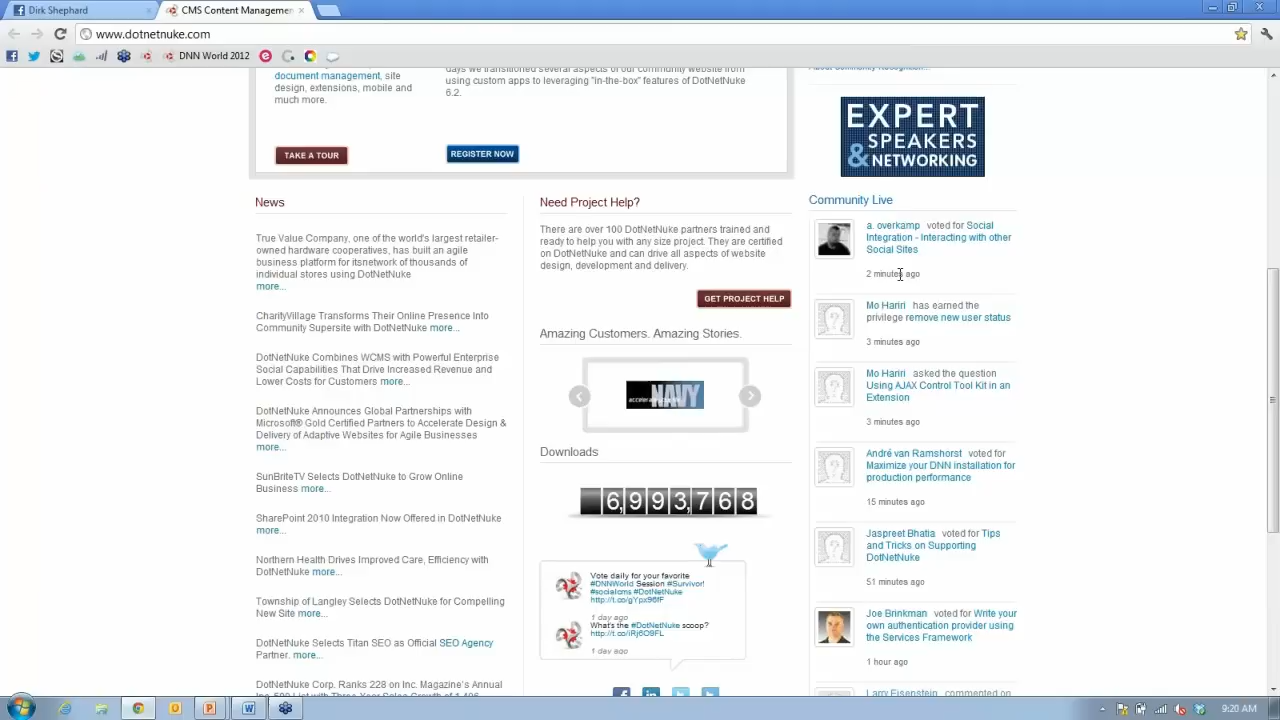 Dirk Shephard
CMS Content Managemen
www.dotnetnuke.com
DNN World 2012
document management, site
design, extensions, mobile and
much more.
TAKE A TOUR
days we transitioned several aspects of our community website from
using custom apps to leveraging "in-the-box" features of DotNetNuke
6.2.
REGISTER NOW
About Community Recognition...
EXPERT
SPEAKERS
& NETWORKING
News
True Value Company, one of the world's largest retailer-
owned hardware cooperatives, has built an agile
business platform for itsnetwork of thousands of
individual stores using DotNetNuke
more...
CharityVillage Transforms Their Online Presence Into
Community Supersite with DotNetNuke more...
DotNetNuke Combines WCMS with Powerful Enterprise
Social Capabilities That Drive Increased Revenue and
Lower Costs for Customers more...
DotNetNuke Announces Global Partnerships with
Microsoft® Gold Certified Partners to Accelerate Design &
Delivery of Adaptive Websites for Agile Businesses
more...
SunBriteTV Selects DotNetNuke to Grow Online
Business more...
SharePoint 2010 Integration Now Offered in DotNetNuke
more...
Northern Health Drives Improved Care, Efficiency with
DotNetNuke more...
Township of Langley Selects DotNetNuke for Compelling
New Site more...
DotNetNuke Selects Titan SEO as Official SEO Agency
Partner. more...
DotNetNuke Corp. Ranks 228 on Inc. Magazine's Annual
Need Project Help?
There are over 100 DotNetNuke partners trained and
ready to help you with any size project. They are certified
on DotNetNuke and can drive all aspects of website
design, development and delivery.
GET PROJECT HELP
Amazing Customers. Amazing Stories.
NAVY
Downloads
6,993,768
Vote daily for your favorite
#DNNWorld Session #Survivor!
#socialcms #DotNetNuke
http://t.co/gYpx96fF
1 day ago
What's the #DotNetNuke scoop?
http://t.co/iRj6O9FL
1 day ago
Community Live
a. overkamp voted for Social
Integration - Interacting with other
Social Sites
2 minutes ago
Mo Hariri has earned the
privilege remove new user status
3 minutes ago
Mo Hariri asked the question
Using AJAX Control Tool Kit in an
Extension
3 minutes ago
André van Ramshorst voted for
Maximize your DNN installation for
production performance
15 minutes ago
Jaspreet Bhatia voted for Tips
and Tricks on Supporting
DotNetNuke
51 minutes ago
Joe Brinkman voted for Write your
own authentication provider using
the Services Framework
1 hour ago
Larry Eisenstein commented on
9:20 AM